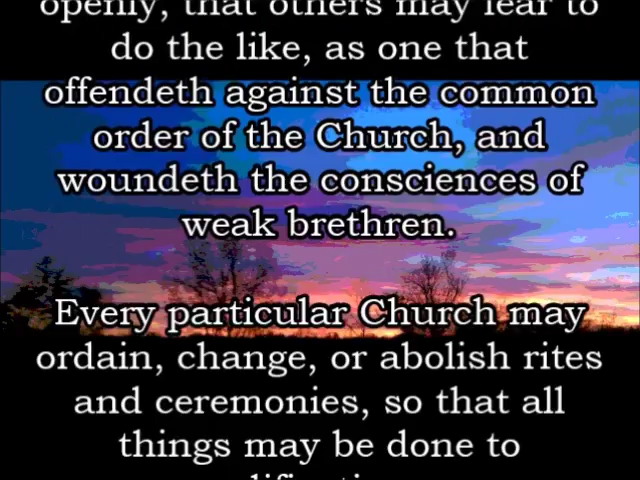 openly, that others may fear to
do the like, as one that
offendeth against the common
order of the Church, and
woundeth the consciences of
weak brethren.
Every particular Church may
ordain, change, or abolish rites
and ceremonies, so that all
things may be done to